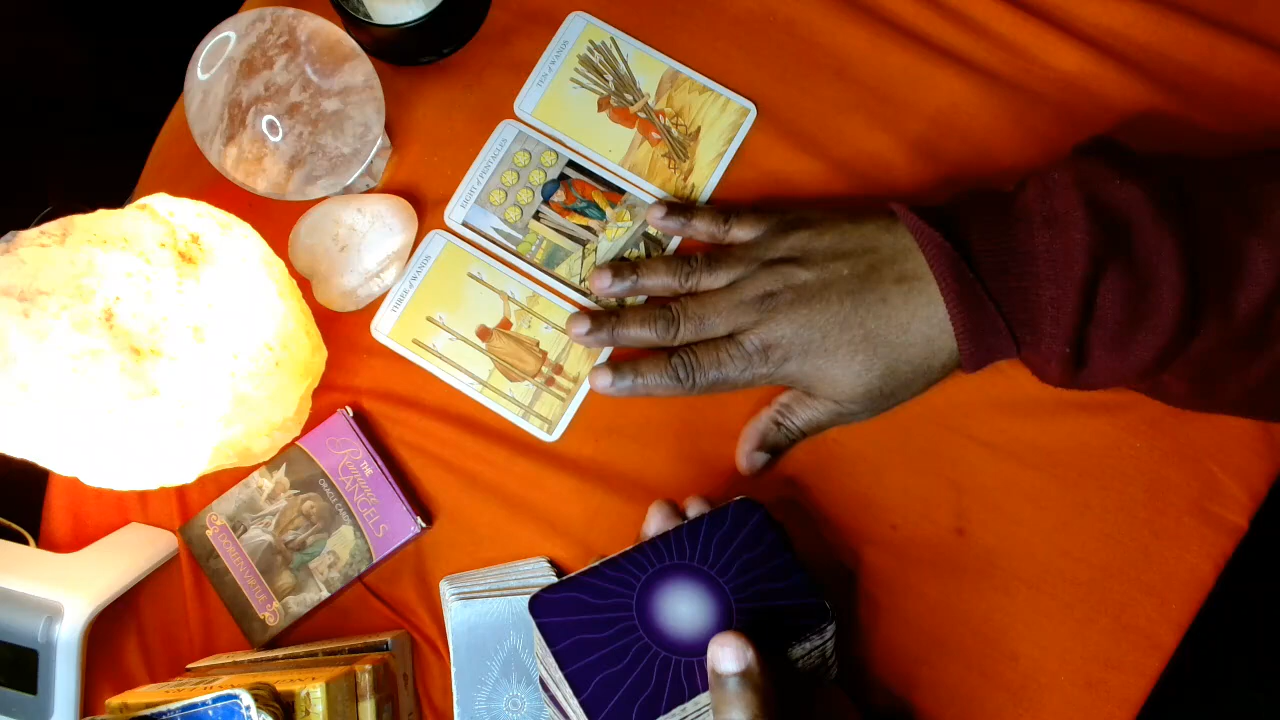 TEN of WANDS
EIGHT of PENTACLES
THREE of WANDS
THE
Romance
ANGELS
ORACLE CARDS
DOREEN VIRTUE